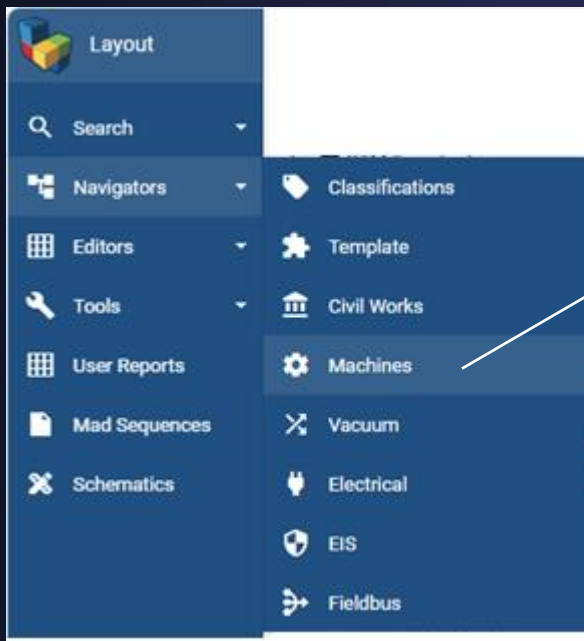 Layout
Search
Navigators
Editors
Tools
User Reports
Mad Sequences
Schematics
Classifications
Template
Civil Works
Machines
Vacuum
Electrical
EIS
Fieldbus